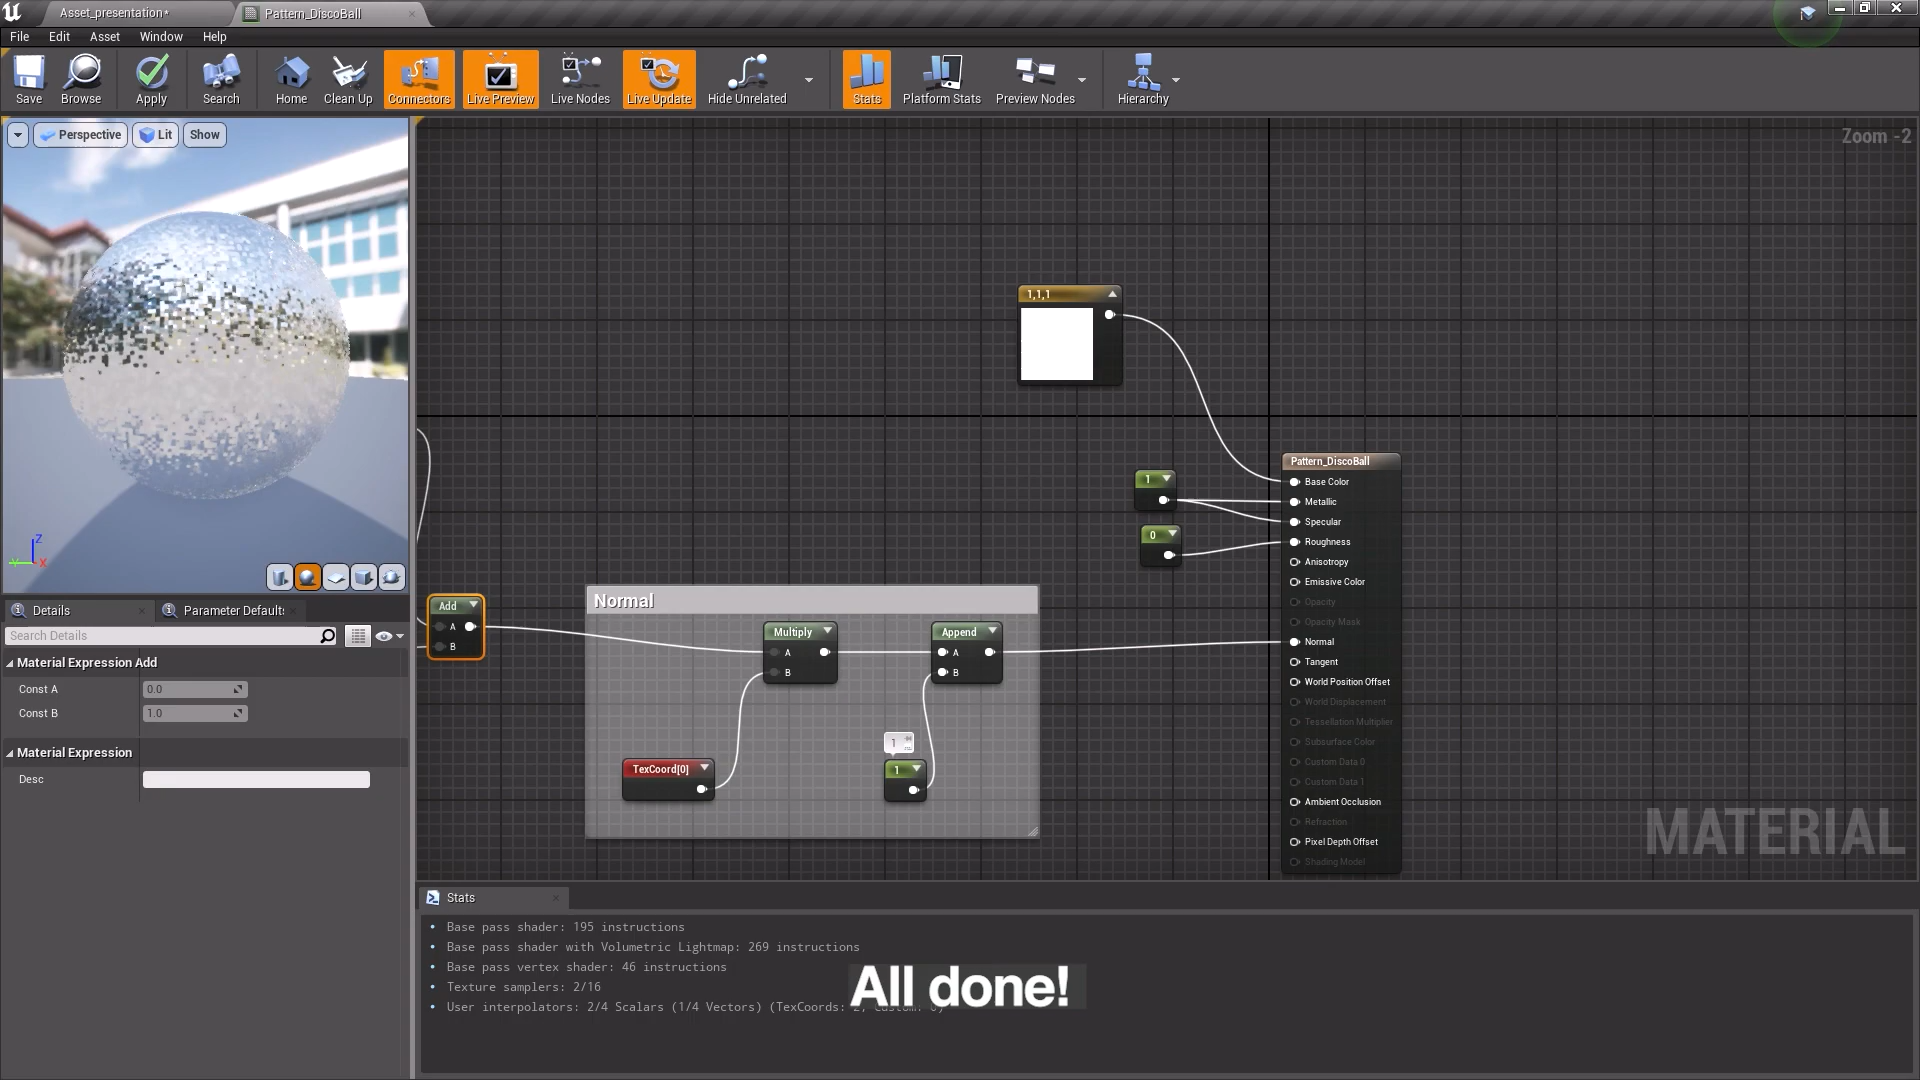 Asset_presentation*
Pattern_DiscoBall
File Edit Asset Window Help
Save Browse Apply Search Home Clean Up Connectors Live Preview Live Nodes Live Update Hide Unrelated Stats Platform Stats Preview Nodes Hierarchy
Perspective Lit Show
Zoom -2
1,1,1
Pattern_DiscoBall
1
Base Color
Metallic
Specular
0
Roughness
Anisotropy
Emissive Color
Opacity
Opacity Mask
Normal
Tangent
World Position Offset
World Displacement
Tessellation Multiplier
Subsurface Color
Custom Data 0
Custom Data 1
Ambient Occlusion
Refraction
Pixel Depth Offset
Shading Model
Z
Y
X
Add
A
B
Normal
Multiply
A
B
Append
A
B
TexCoord[0]
1
1
MATERIAL
Details
Parameter Defaults
Search Details
Material Expression Add
Const A 0.0
Const B 1.0
Material Expression
Desc
Stats
Base pass shader: 195 instructions
Base pass shader with Volumetric Lightmap: 269 instructions
Base pass vertex shader: 46 instructions
Texture samplers: 2/16
User interpolators: 2/4 Scalars (1/4 Vectors) (TexCoords: 2, Custom: 0)
All done!